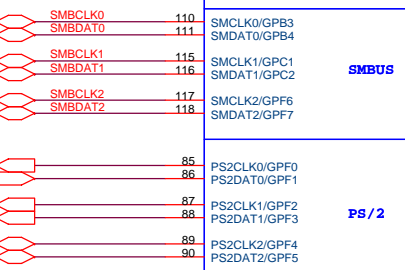 SMBCLK0 110 SMCLK0/GPB3
SMBDAT0 111 SMDAT0/GPB4
SMBCLK1 115 SMCLK1/GPC1
SMBDAT1 116 SMDAT1/GPC2
SMBUS
SMBCLK2 117 SMCLK2/GPF6
SMBDAT2 118 SMDAT2/GPF7
85 PS2CLK0/GPF0
86 PS2DAT0/GPF1
87 PS2CLK1/GPF2
88 PS2DAT1/GPF3
PS/2
89 PS2CLK2/GPF4
90 PS2DAT2/GPF5